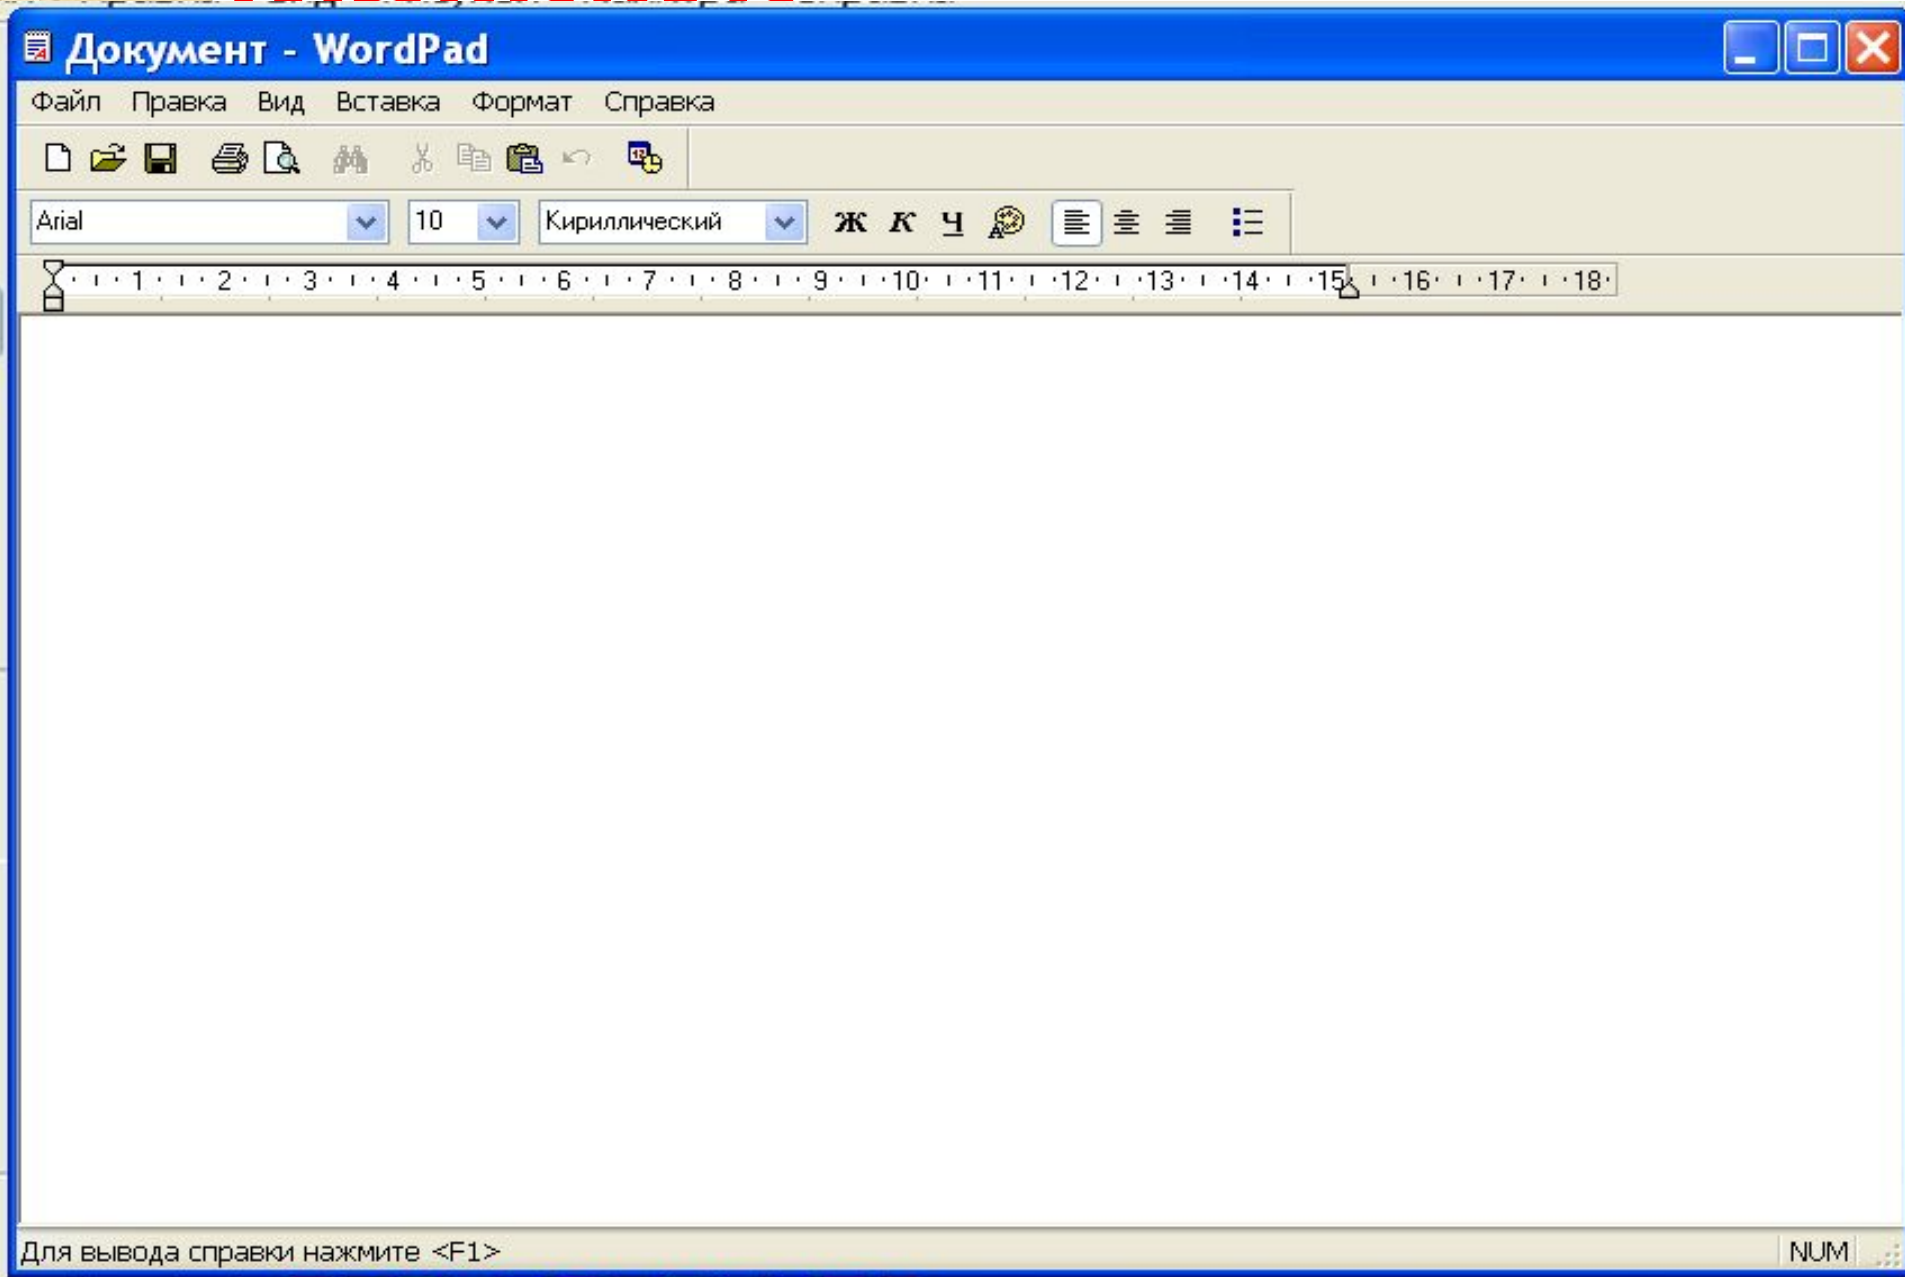 Документ - WordPad
Файл Правка Вид Вставка Формат Справка
Arial 10 Кириллический Ж К Ч
1 2 3 4 5 6 7 8 9 10 11 12 13 14 15 16 17 18
Для вывода справки нажмите <F1> NUM